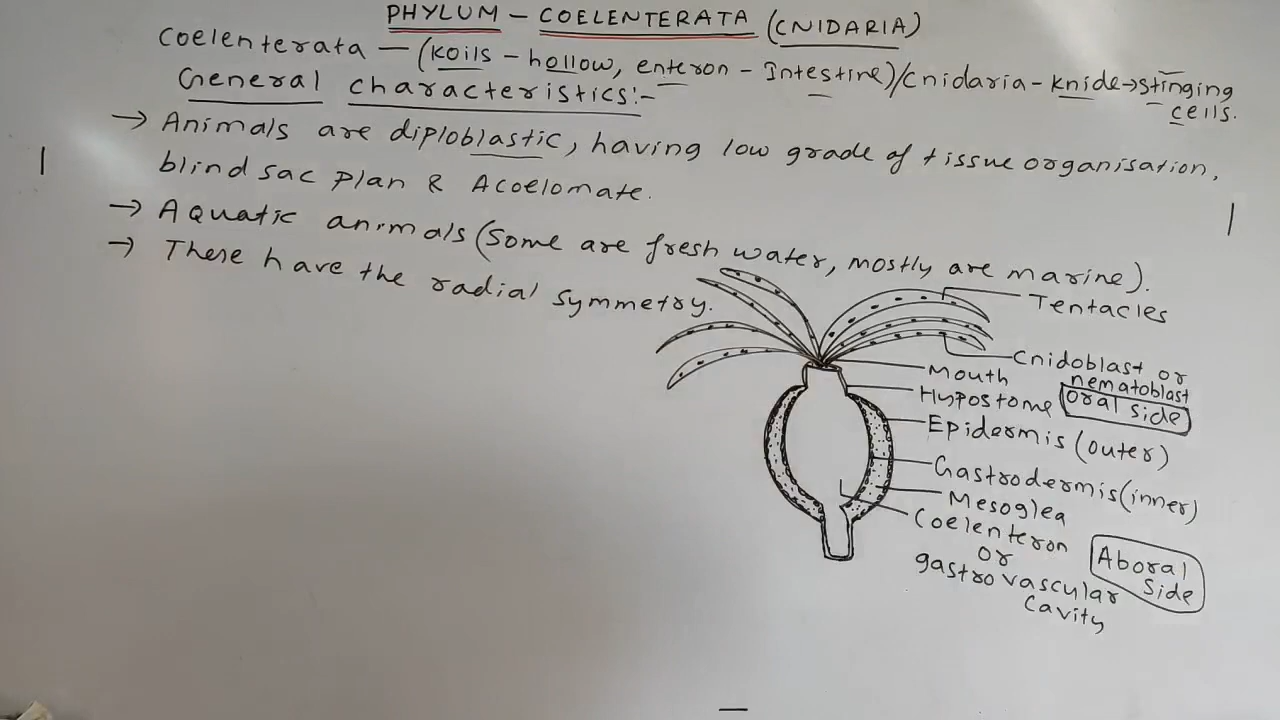 PHYLUM - COELENTERATA (CNIDARIA)
Coelenterata - (Koils - hollow, enteron - Intestine)/Cnidaria - Knide→stinging
cells.
General characteristics:-
→ Animals are diploblastic, having low grade of tissue organisation,
blind sac plan & Acoelomate.
→ Aquatic animals (Some are fresh water, mostly are marine).
→ These have the radial symmetry.
Tentacles
Cnidoblast or
nematoblast
Mouth
Hypostome
oral side
Epidermis (outer)
Gastrodermis (inner)
Mesoglea
Coelenteron
or
gastro vascular
cavity
Aboral
Side